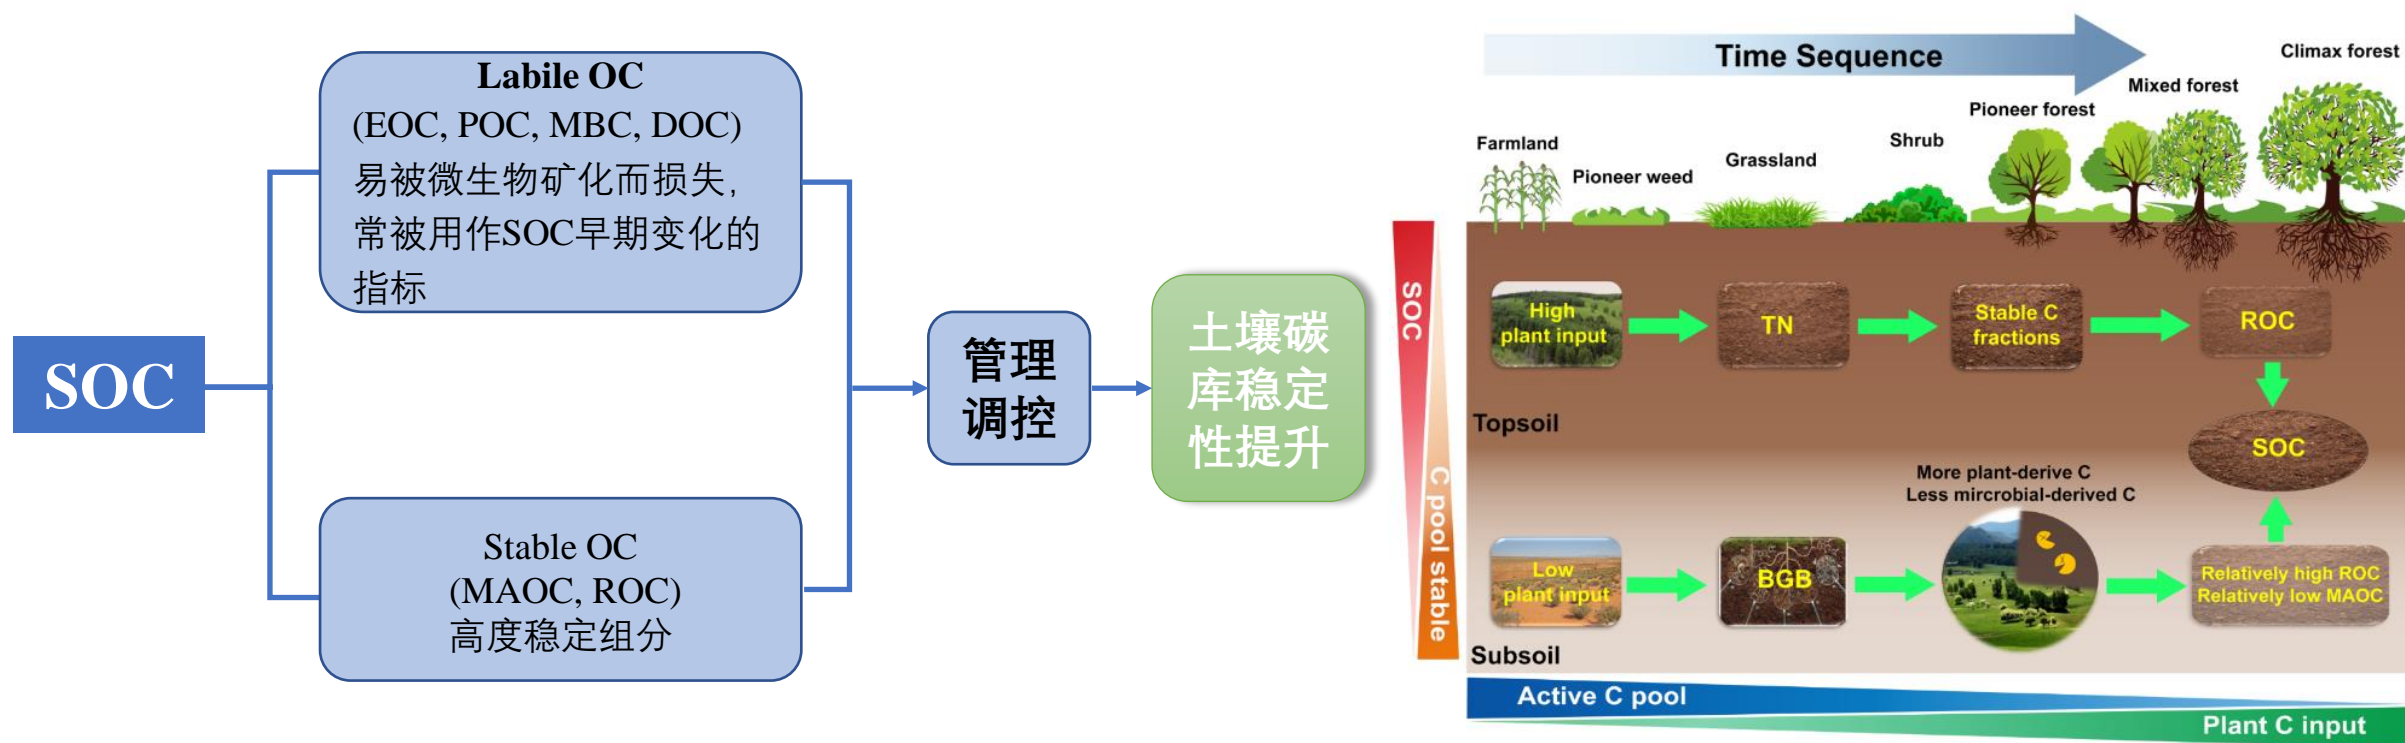 SOC
Labile OC
(EOC, POC, MBC, DOC)
易被微生物矿化而损失,
常被用作SOC早期变化的
指标
Stable OC
(MAOC, ROC)
高度稳定组分
管理
调控
土壤碳
库稳定
性提升
Time Sequence
Climax forest
Mixed forest
Pioneer forest
Shrub
Grassland
Pioneer weed
Farmland
SOC
C pool stable
High
plant input
TN
Stable C
fractions
ROC
Topsoil
SOC
More plant-derive C
Less mircrobial-derived C
Low
plant input
BGB
Relatively high ROC
Relatively low MAOC
Subsoil
Active C pool
Plant C input